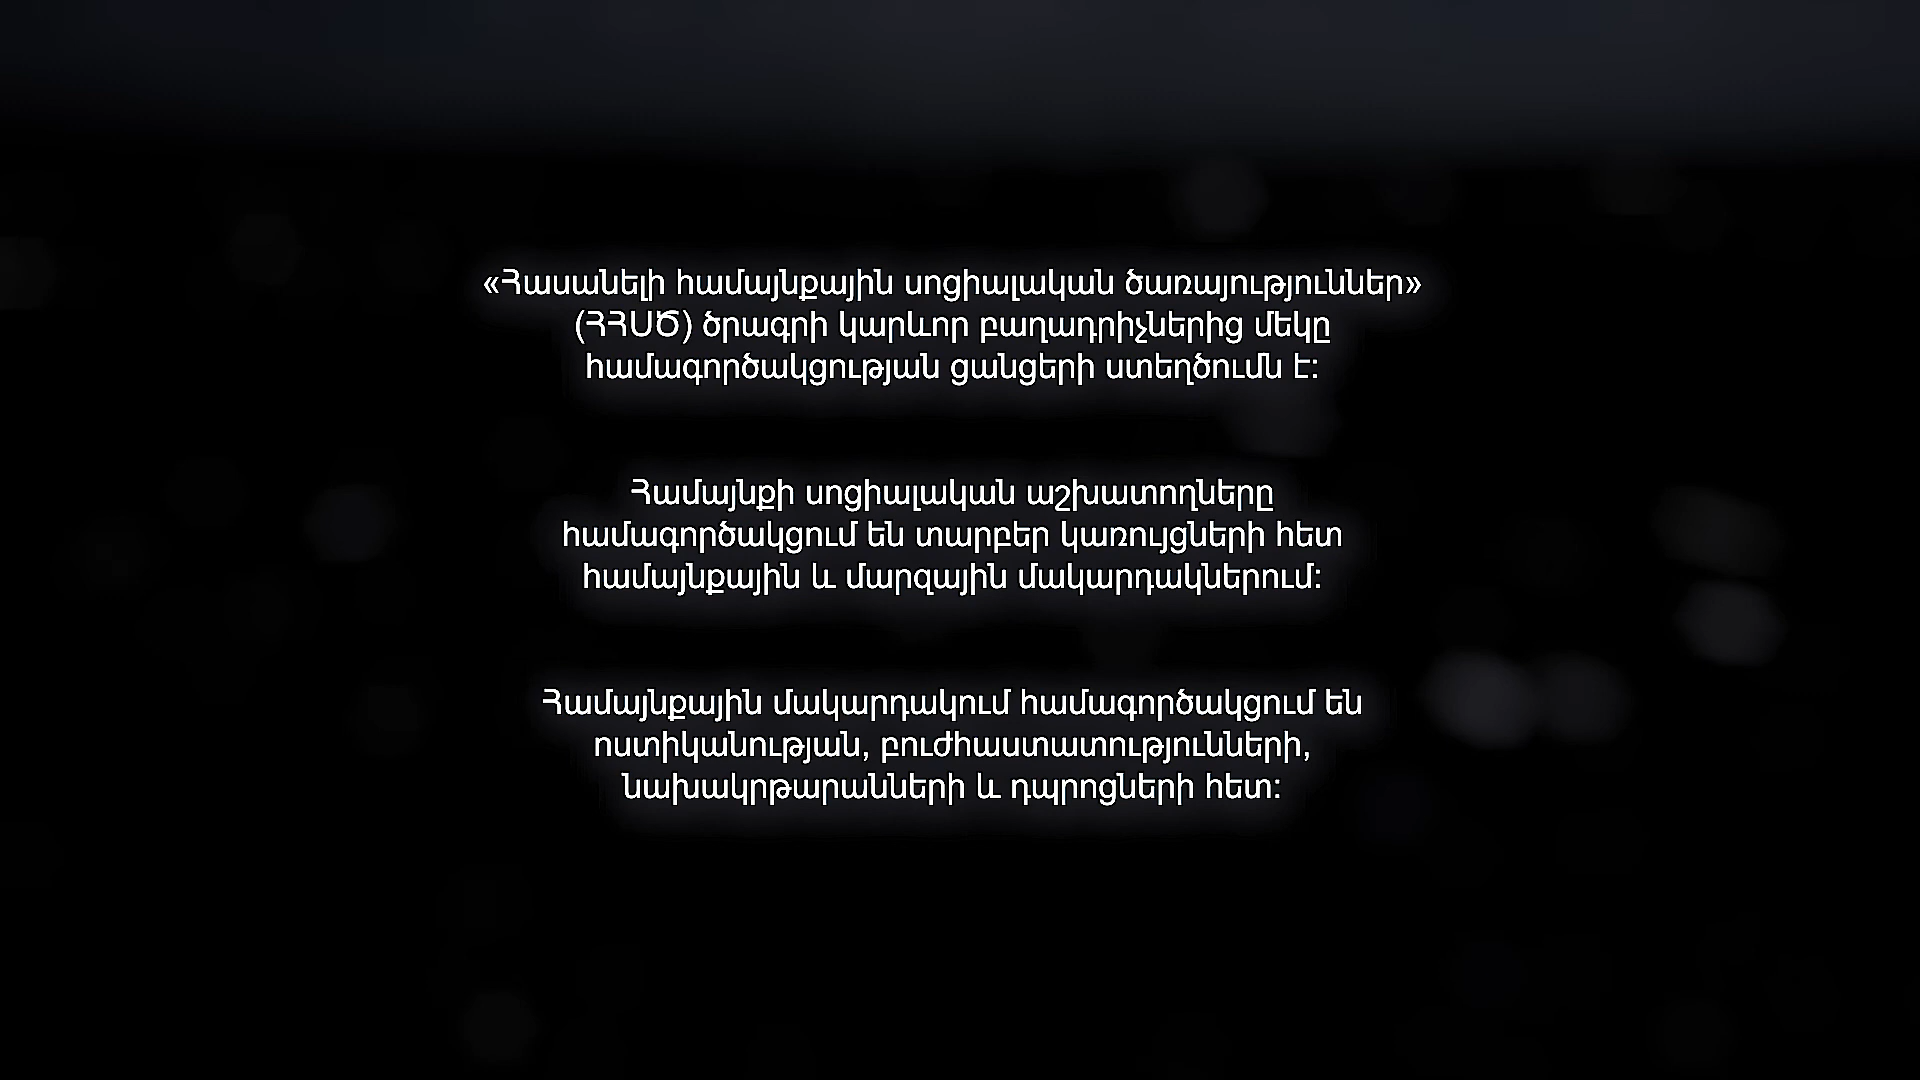 «Հասանելի համայնքային սոցիալական ծառայություններ»
(ՀՀՍԾ) ծրագրի կարևոր բաղադրիչներից մեկը
համագործակցության ցանցերի ստեղծումն է:
Համայնքի սոցիալական աշխատողները
համագործակցում են տարբեր կառույցների հետ
համայնքային և մարզային մակարդակներում:
Համայնքային մակարդակում համագործակցում են
ոստիկանության, բուժհաստատությունների,
նախակրթարանների և դպրոցների հետ: